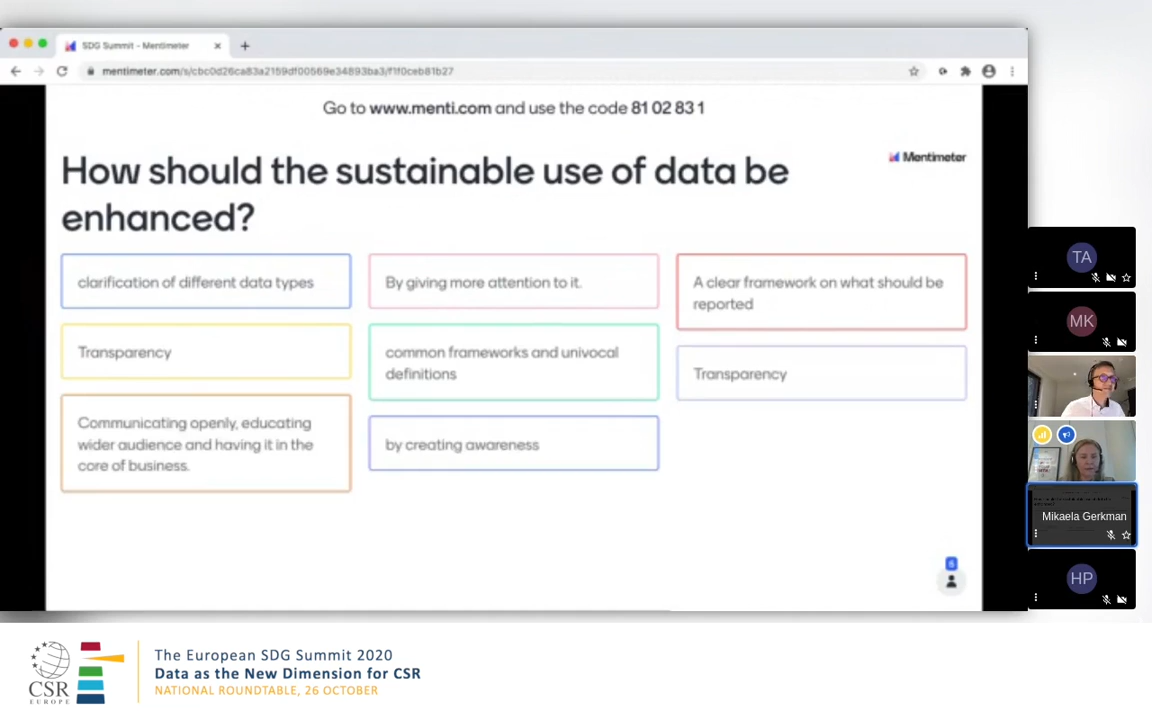 SDG Summit - Mentimeter
mentimeter.com/s/cbc0d26ca83a2159df00569e34893ba3/f1f0ceb81b27
Go to www.menti.com and use the code 81 02 83 1
How should the sustainable use of data be
enhanced?
Mentimeter
clarification of different data types
By giving more attention to it.
A clear framework on what should be
reported
Transparency
common frameworks and univocal
definitions
Transparency
Communicating openly, educating
wider audience and having it in the
core of business.
by creating awareness
6
TA
MK
Mikaela Gerkman
HP
CSR
EUROPE
The European SDG Summit 2020
Data as the New Dimension for CSR
NATIONAL ROUNDTABLE, 26 OCTOBER